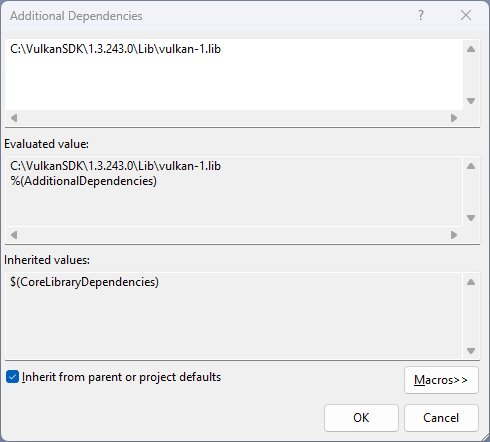 Additional Dependencies
C:\VulkanSDK\1.3.243.0\Lib\vulkan-1.lib
Evaluated value:
C:\VulkanSDK\1.3.243.0\Lib\vulkan-1.lib
%(AdditionalDependencies)
Inherited values:
$(CoreLibraryDependencies)
Inherit from parent or project defaults
Macros>>
OK
Cancel